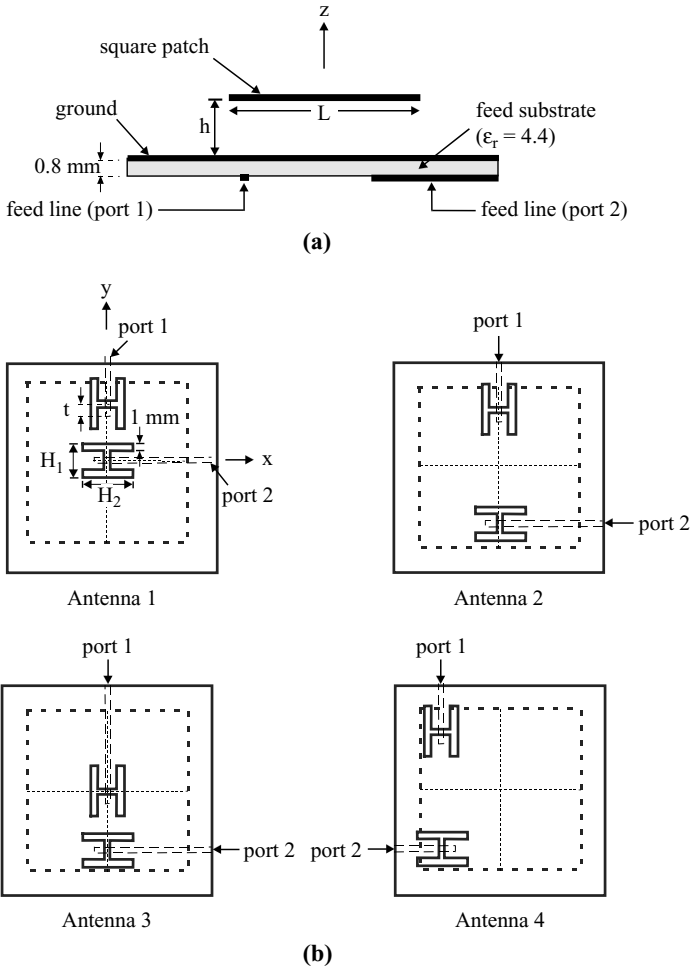 z
square patch
ground
h
L
feed substrate
(εr = 4.4)
0.8 mm
feed line (port 1)
feed line (port 2)
(a)
y
port 1
t
1 mm
H1
x
H2
port 2
Antenna 1
port 1
port 2
Antenna 2
port 1
port 2
Antenna 3
port 1
port 2
Antenna 4
(b)